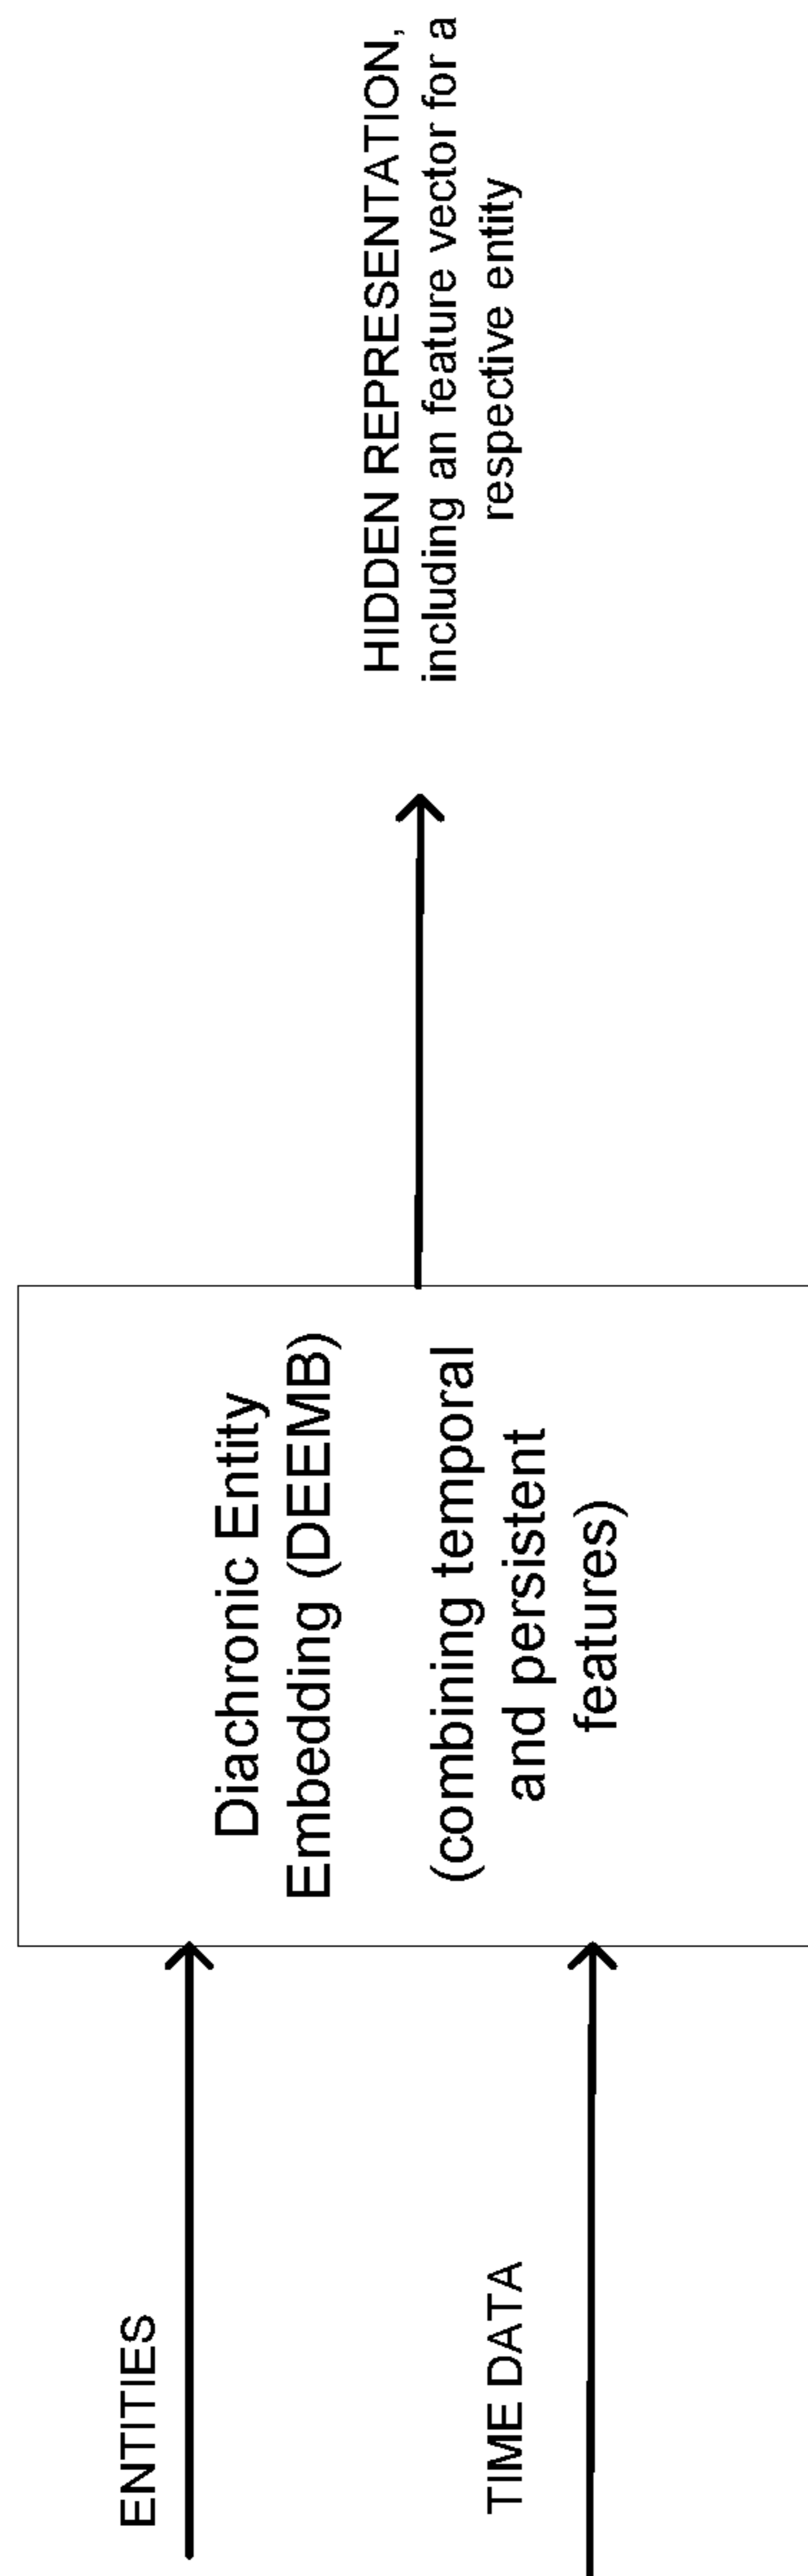 ENTITIES
TIME DATA
Diachronic Entity
Embedding (DEEMB)
(combining temporal
and persistent
features)
HIDDEN REPRESENTATION,
including an feature vector for a
respective entity